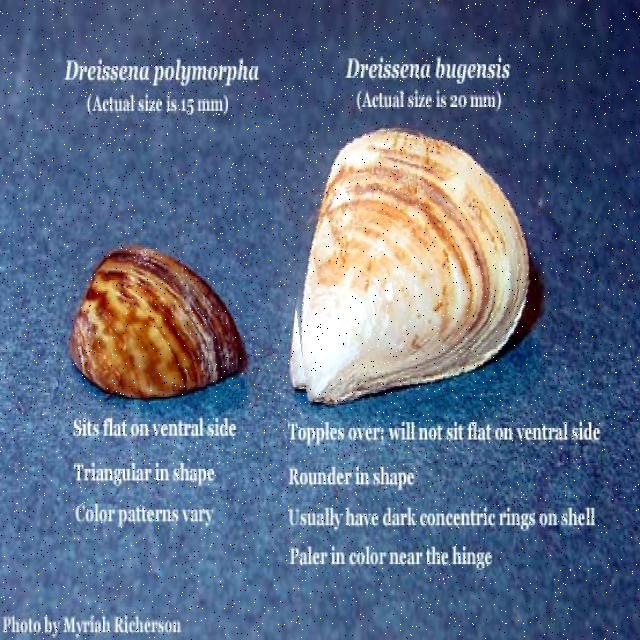 Dreissena polymorpha
(Actual size is 15 mm)
Dreissena bugensis
(Actual size is 20 mm)
Sits flat on ventral side
Triangular in shape
Color patterns vary
Topples over; will not sit flat on ventral side
Rounder in shape
Usually have dark concentric rings on shell
Paler in color near the hinge
Photo by Myriah Richerson